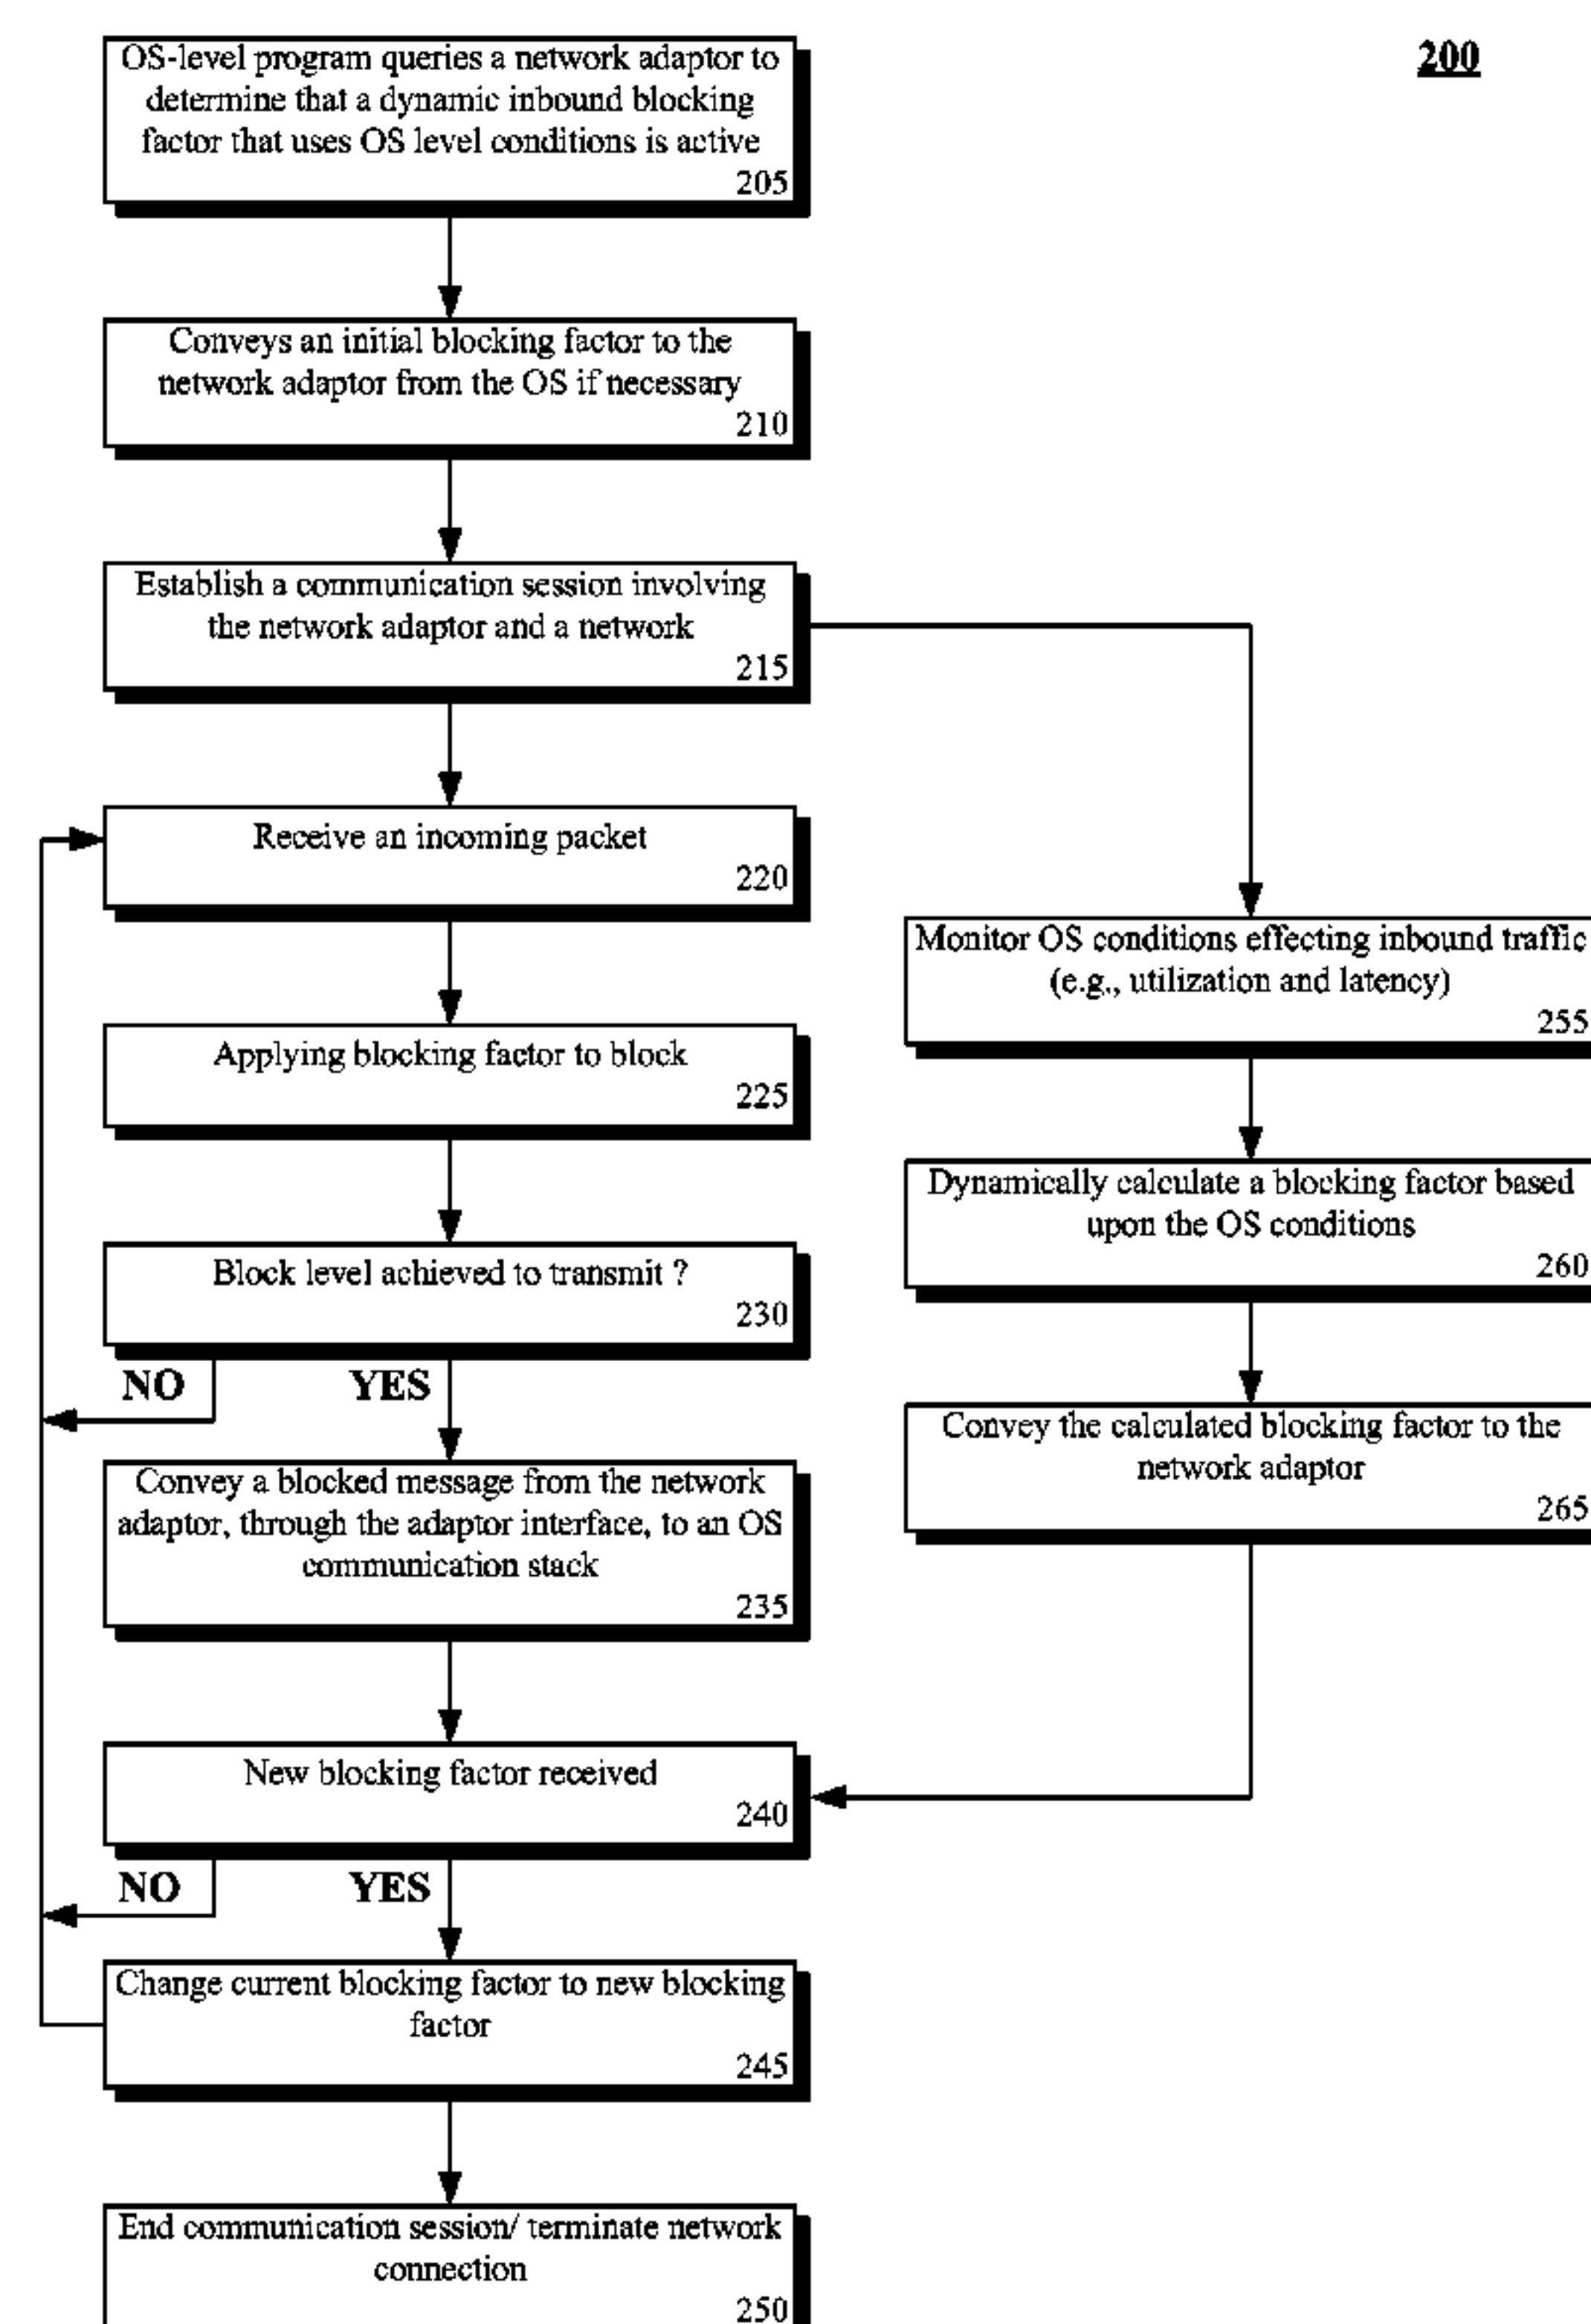 200
OS-level program queries a network adaptor to
determine that a dynamic inbound blocking
factor that uses OS level conditions is active
205
Conveys an initial blocking factor to the
network adaptor from the OS if necessary
210
Establish a communication session involving
the network adaptor and a network
215
Receive an incoming packet
220
Applying blocking factor to block
225
Block level achieved to transmit ?
230
NO
YES
Convey a blocked message from the network
adaptor, through the adaptor interface, to an OS
communication stack
235
New blocking factor received
240
NO
YES
Change current blocking factor to new blocking
factor
245
End communication session/ terminate network
connection
250
Monitor OS conditions effecting inbound traffic
(e.g., utilization and latency)
255
Dynamically calculate a blocking factor based
upon the OS conditions
260
Convey the calculated blocking factor to the
network adaptor
265